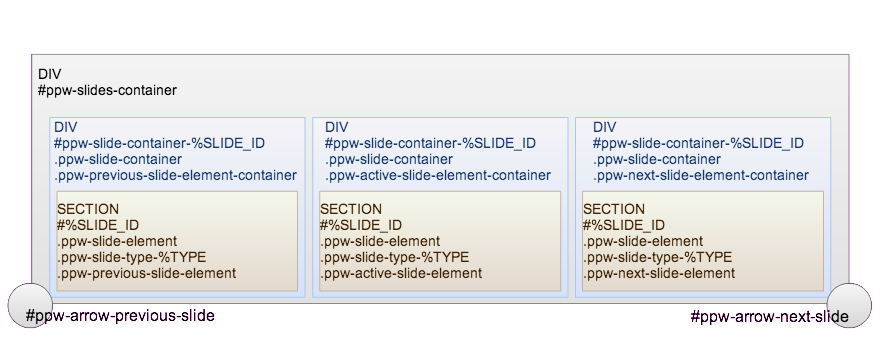 DIV
#ppw-slides-container
DIV
#ppw-slide-container-%SLIDE_ID
.ppw-slide-container
.ppw-previous-slide-element-container
SECTION
#%SLIDE_ID
.ppw-slide-element
.ppw-slide-type-%TYPE
.ppw-previous-slide-element
DIV
#ppw-slide-container-%SLIDE_ID
.ppw-slide-container
.ppw-active-slide-element-container
SECTION
#%SLIDE_ID
.ppw-slide-element
.ppw-slide-type-%TYPE
.ppw-active-slide-element
DIV
#ppw-slide-container-%SLIDE_ID
.ppw-slide-container
.ppw-next-slide-element-container
SECTION
#%SLIDE_ID
.ppw-slide-element
.ppw-slide-type-%TYPE
.ppw-next-slide-element
#ppw-arrow-previous-slide
#ppw-arrow-next-slide